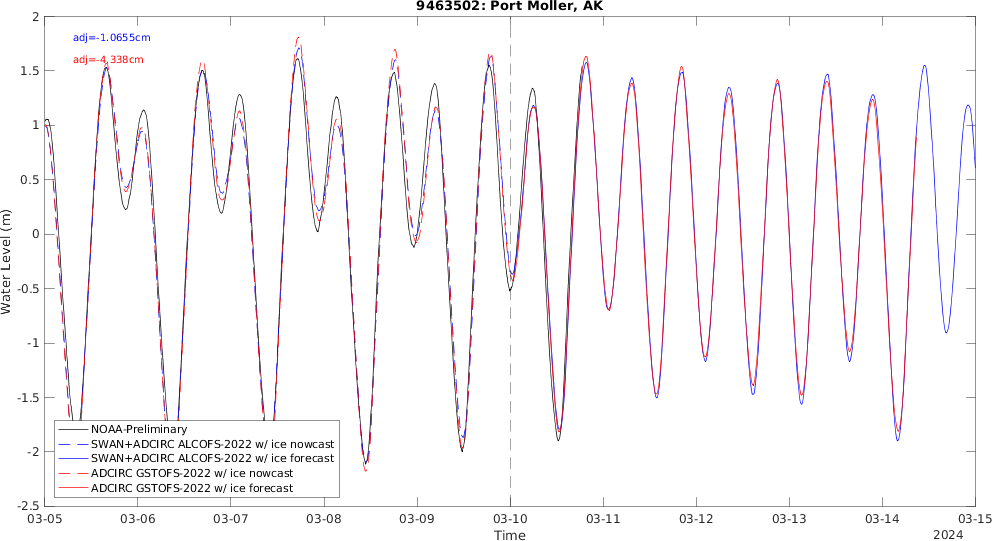 9463502: Port Moller, AK
adj=-1.0655cm
adj=-4.338cm
2
1.5
1
0.5
0
-0.5
-1
-1.5
-2
-2.5
Water Level (m)
NOAA-Preliminary
SWAN+ADCIRC ALCOFS-2022 w/ ice nowcast
SWAN+ADCIRC ALCOFS-2022 w/ ice forecast
ADCIRC GSTOFS-2022 w/ ice nowcast
ADCIRC GSTOFS-2022 w/ ice forecast
03-05 03-06 03-07 03-08 03-09 03-10 03-11 03-12 03-13 03-14 03-15
Time
2024